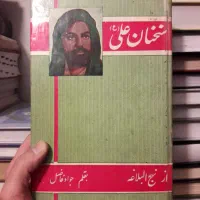 سخنان علی (ع)
از نهج البلاغه
بقلم جواد فاضل